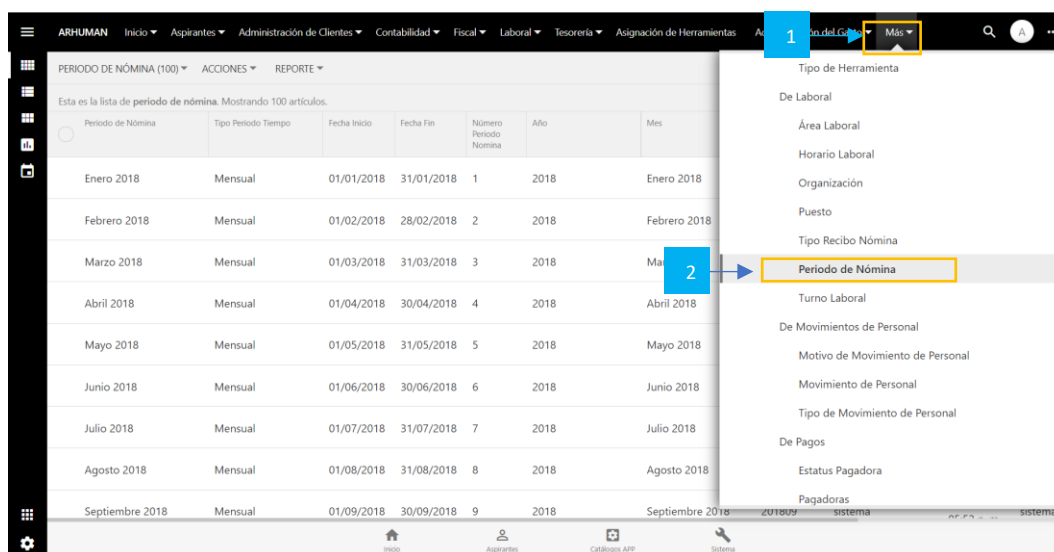 ARHUMAN Inicio Aspirantes Administración de Clientes Contabilidad Fiscal Laboral Tesorería Asignación de Herramientas 1 ón del Gasto Más A
PERIODO DE NÓMINA (100) ACCIONES REPORTE
Esta es la lista de periodo de nómina. Mostrando 100 artículos.
Periodo de Nómina Tipo Periodo Tiempo Fecha Inicio Fecha Fin Número Periodo Nomina Año Mes
Enero 2018 Mensual 01/01/2018 31/01/2018 1 2018 Enero 2018
Febrero 2018 Mensual 01/02/2018 28/02/2018 2 2018 Febrero 2018
Marzo 2018 Mensual 01/03/2018 31/03/2018 3 2018 Ma
Abril 2018 Mensual 01/04/2018 30/04/2018 4 2018 Abril 2018
Mayo 2018 Mensual 01/05/2018 31/05/2018 5 2018 Mayo 2018
Junio 2018 Mensual 01/06/2018 30/06/2018 6 2018 Junio 2018
Julio 2018 Mensual 01/07/2018 31/07/2018 7 2018 Julio 2018
Agosto 2018 Mensual 01/08/2018 31/08/2018 8 2018 Agosto 2018
Septiembre 2018 Mensual 01/09/2018 30/09/2018 9 2018 Septiembre 2018 201809 sistema sistema
Tipo de Herramienta
De Laboral
Área Laboral
Horario Laboral
Organización
Puesto
Tipo Recibo Nómina
2 Periodo de Nómina
Turno Laboral
De Movimientos de Personal
Motivo de Movimiento de Personal
Movimiento de Personal
Tipo de Movimiento de Personal
De Pagos
Estatus Pagadora
Pagadoras
Inicio Aspirantes Catálogos APP Sistema